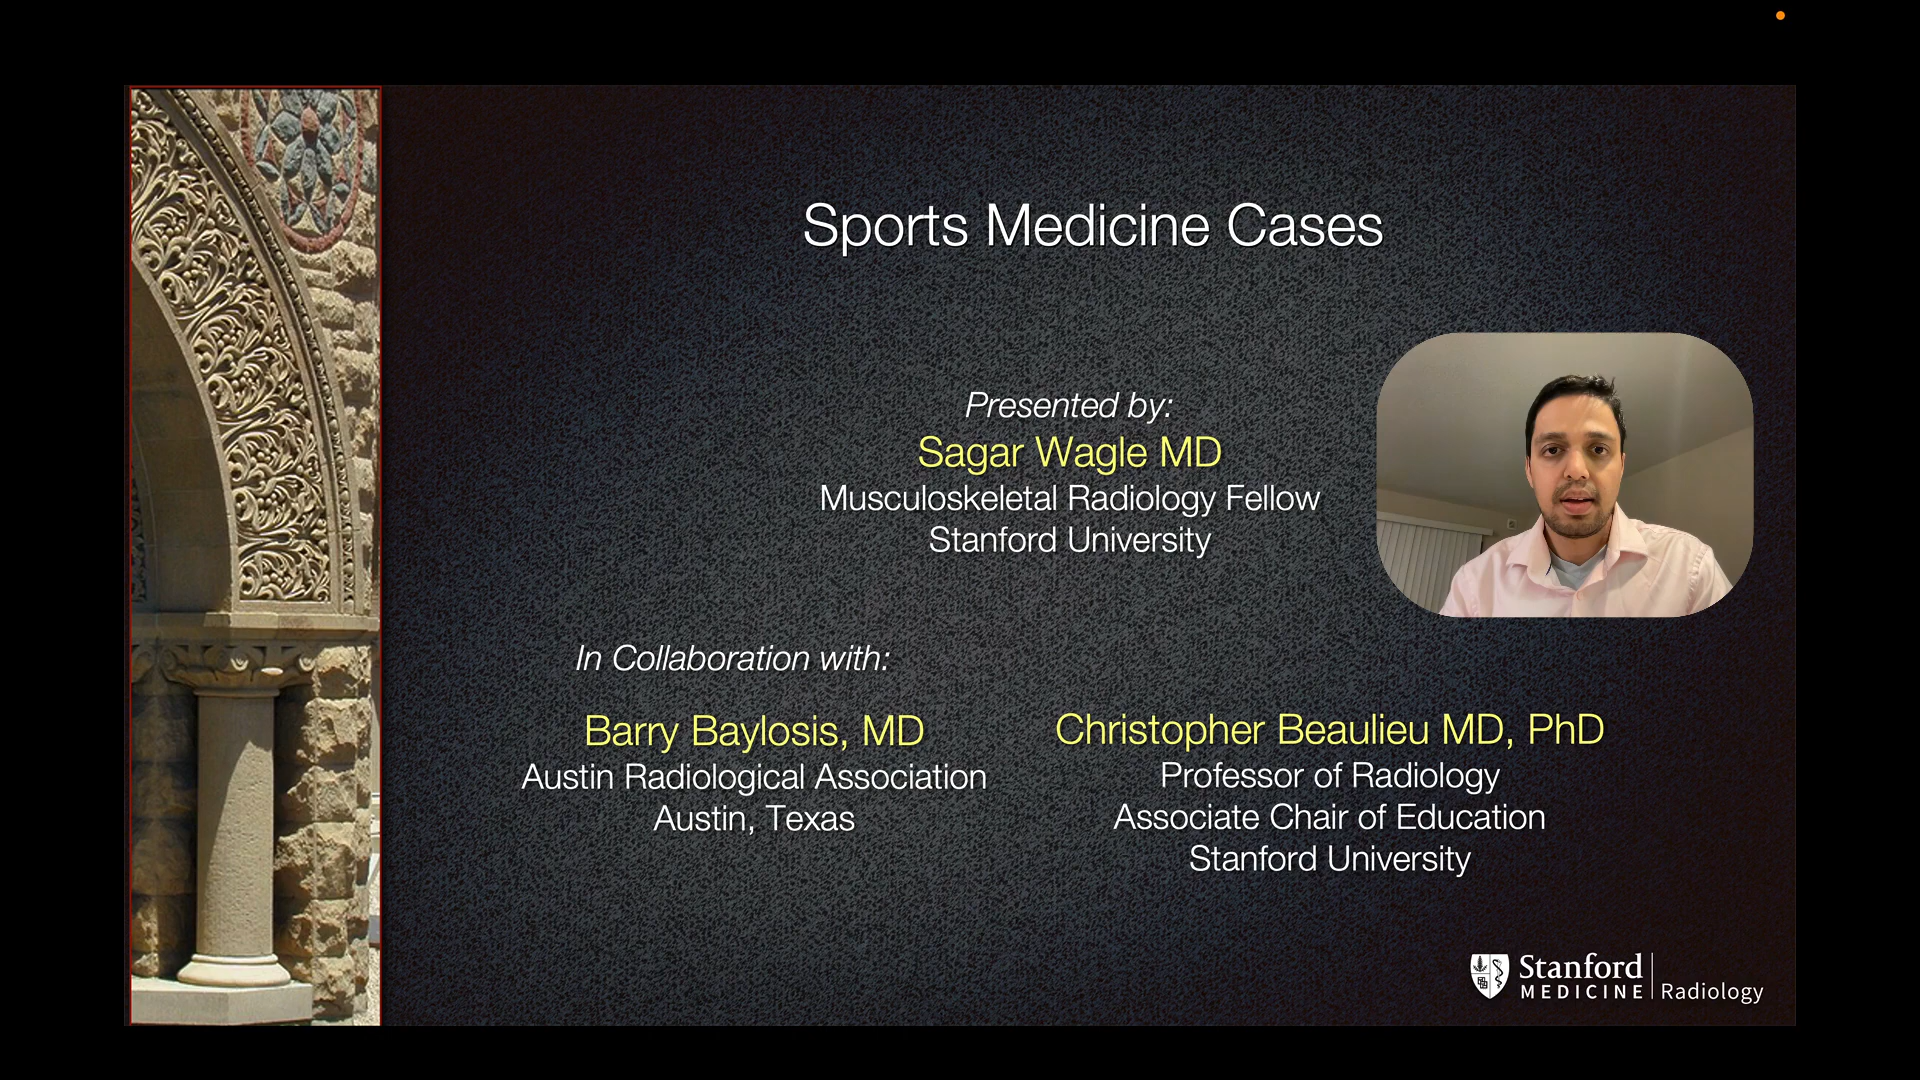 Sports Medicine Cases
Presented by:
Sagar Wagle MD
Musculoskeletal Radiology Fellow
Stanford University
In Collaboration with:
Barry Baylosis, MD
Austin Radiological Association
Austin, Texas
Christopher Beaulieu MD, PhD
Professor of Radiology
Associate Chair of Education
Stanford University
Stanford
MEDICINE
Radiology